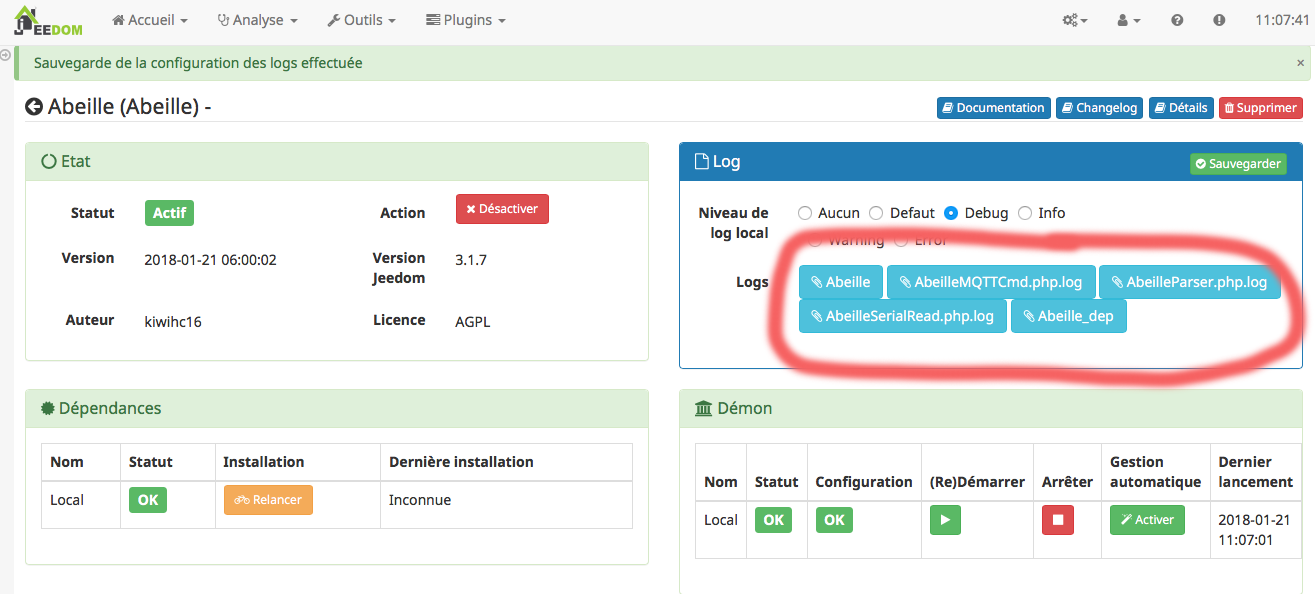 JEEDOM Accueil Analyse Outils Plugins 11:07:41
Sauvegarde de la configuration des logs effectuée ×
Abeille (Abeille) - Documentation Changelog Détails Supprimer
Etat
Statut Actif Action Désactiver
Version 2018-01-21 06:00:02 Version Jeedom 3.1.7
Auteur kiwihc16 Licence AGPL
Log Sauvegarder
Niveau de log local Aucun Defaut Debug Info
Warning Error
Logs Abeille AbeilleMQTTCmd.php.log AbeilleParser.php.log
AbeilleSerialRead.php.log Abeille_dep
Dépendances
Nom Statut Installation Dernière installation
Local OK Relancer Inconnue
Démon
Nom Statut Configuration (Re)Démarrer Arrêter Gestion automatique Dernier lancement
Local OK OK Activer 2018-01-21
11:07:01